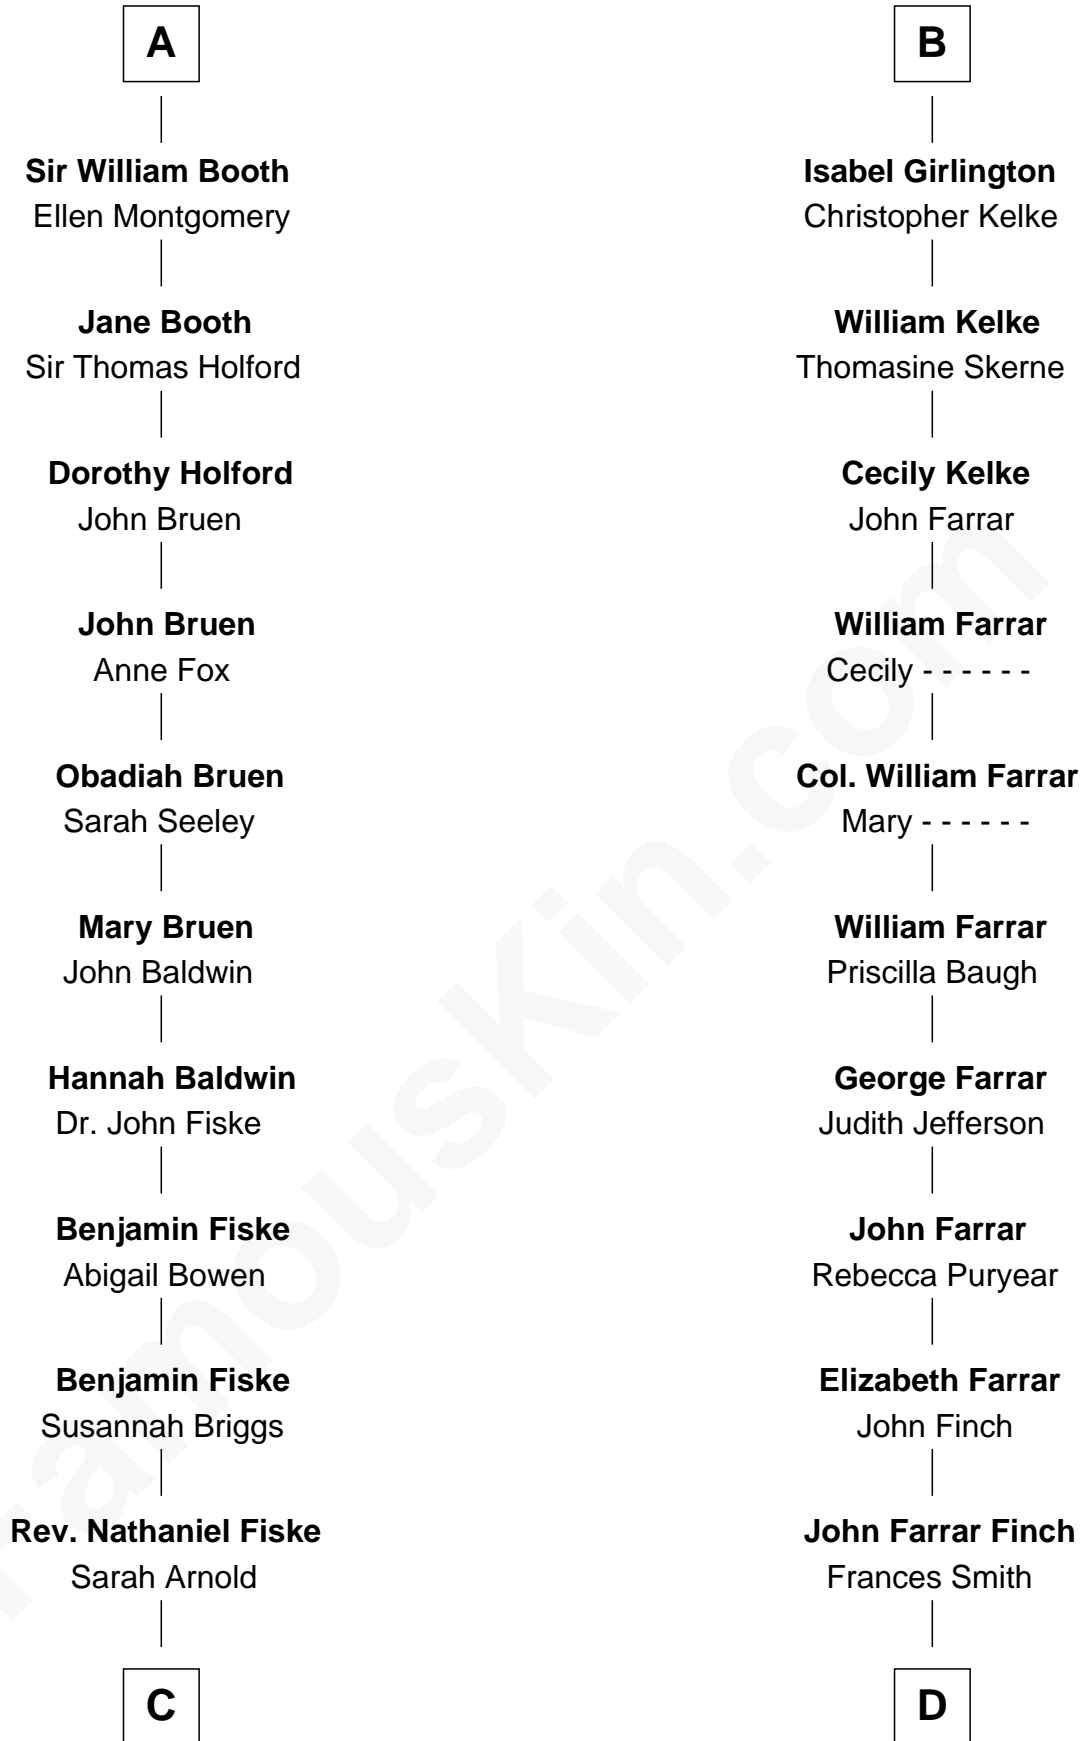 A
Sir William Booth
Ellen Montgomery
Jane Booth
Sir Thomas Holford
Dorothy Holford
John Bruen
John Bruen
Anne Fox
Obadiah Bruen
Sarah Seeley
Mary Bruen
John Baldwin
Hannah Baldwin
Dr. John Fiske
Benjamin Fiske
Abigail Bowen
Benjamin Fiske
Susannah Briggs
Rev. Nathaniel Fiske
Sarah Arnold
C
B
Isabel Girlington
Christopher Kelke
William Kelke
Thomasine Skerne
Cecily Kelke
John Farrar
William Farrar
Cecily - - - - - -
Col. William Farrar
Mary - - - - - -
William Farrar
Priscilla Baugh
George Farrar
Judith Jefferson
John Farrar
Rebecca Puryear
Elizabeth Farrar
John Finch
John Farrar Finch
Frances Smith
D
FamousKin.com